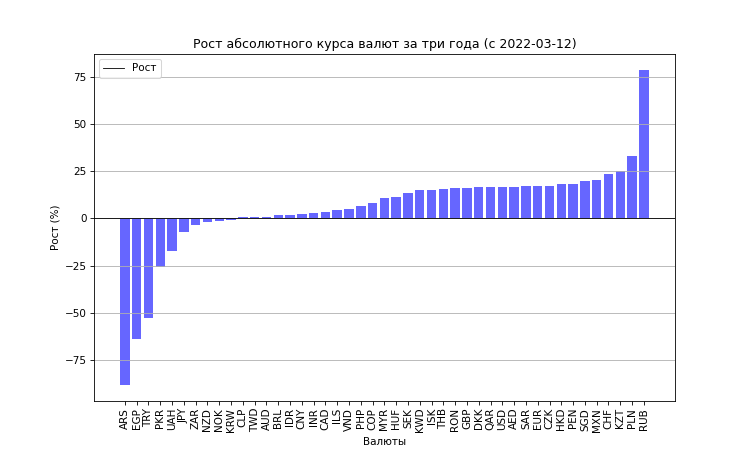 Рост абсолютного курса валют за три года (с 2022-03-12)
Рост
75
50
25
0
−25
−50
−75
Рост (%)
ARS EGP TRY PKR UAH JPY ZAR NZD NOK KRW CLP TWD AUD BRL IDR CNY INR CAD ILS VND PHP COP MYR HUF SEK KWD ISK THB RON GBP DKK QAR USD AED SAR EUR CZK HKD PEN SGD MXN CHF KZT PLN RUB
Валюты